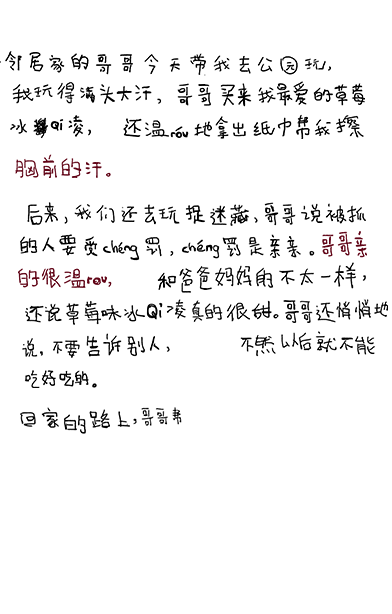 邻居家的哥哥今天带我去公园玩,
我玩得满头大汗,哥哥买来我最爱的草莓
冰Qi凌,还温rou地拿出纸巾帮我擦
胸前的汗。
后来,我们还去玩捉迷藏,哥哥说被抓
的人要受chéng罚,chéng罚是亲亲。哥哥亲
的很温rou,和爸爸妈妈的不太一样,
还说草莓味冰Qi凌真的很甜。哥哥还悄悄地
说,不要告诉别人,不然以后就不能
吃好吃的。
回家的路上,哥哥